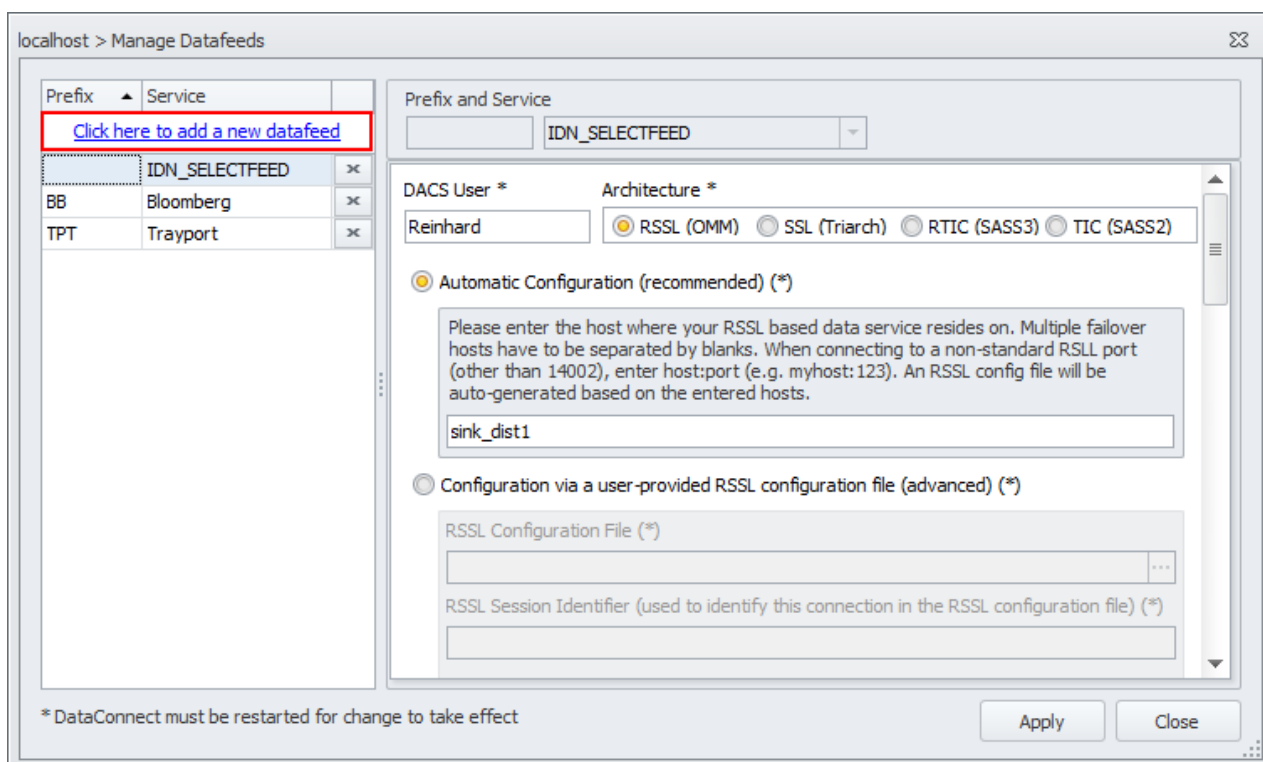 localhost > Manage Datafeeds
Prefix Service
Click here to add a new datafeed
IDN_SELECTFEED
BB Bloomberg
TPT Trayport
Prefix and Service
IDN_SELECTFEED
DACS User * Architecture *
Reinhard RSSL (OMM) SSL (Triarch) RTIC (SASS3) TIC (SASS2)
Automatic Configuration (recommended) (*)
Please enter the host where your RSSL based data service resides on. Multiple failover
hosts have to be separated by blanks. When connecting to a non-standard RSLL port
(other than 14002), enter host:port (e.g. myhost:123). An RSSL config file will be
auto-generated based on the entered hosts.
sink_dist1
Configuration via a user-provided RSSL configuration file (advanced) (*)
RSSL Configuration File (*)
...
RSSL Session Identifier (used to identify this connection in the RSSL configuration file) (*)
* DataConnect must be restarted for change to take effect
Apply Close